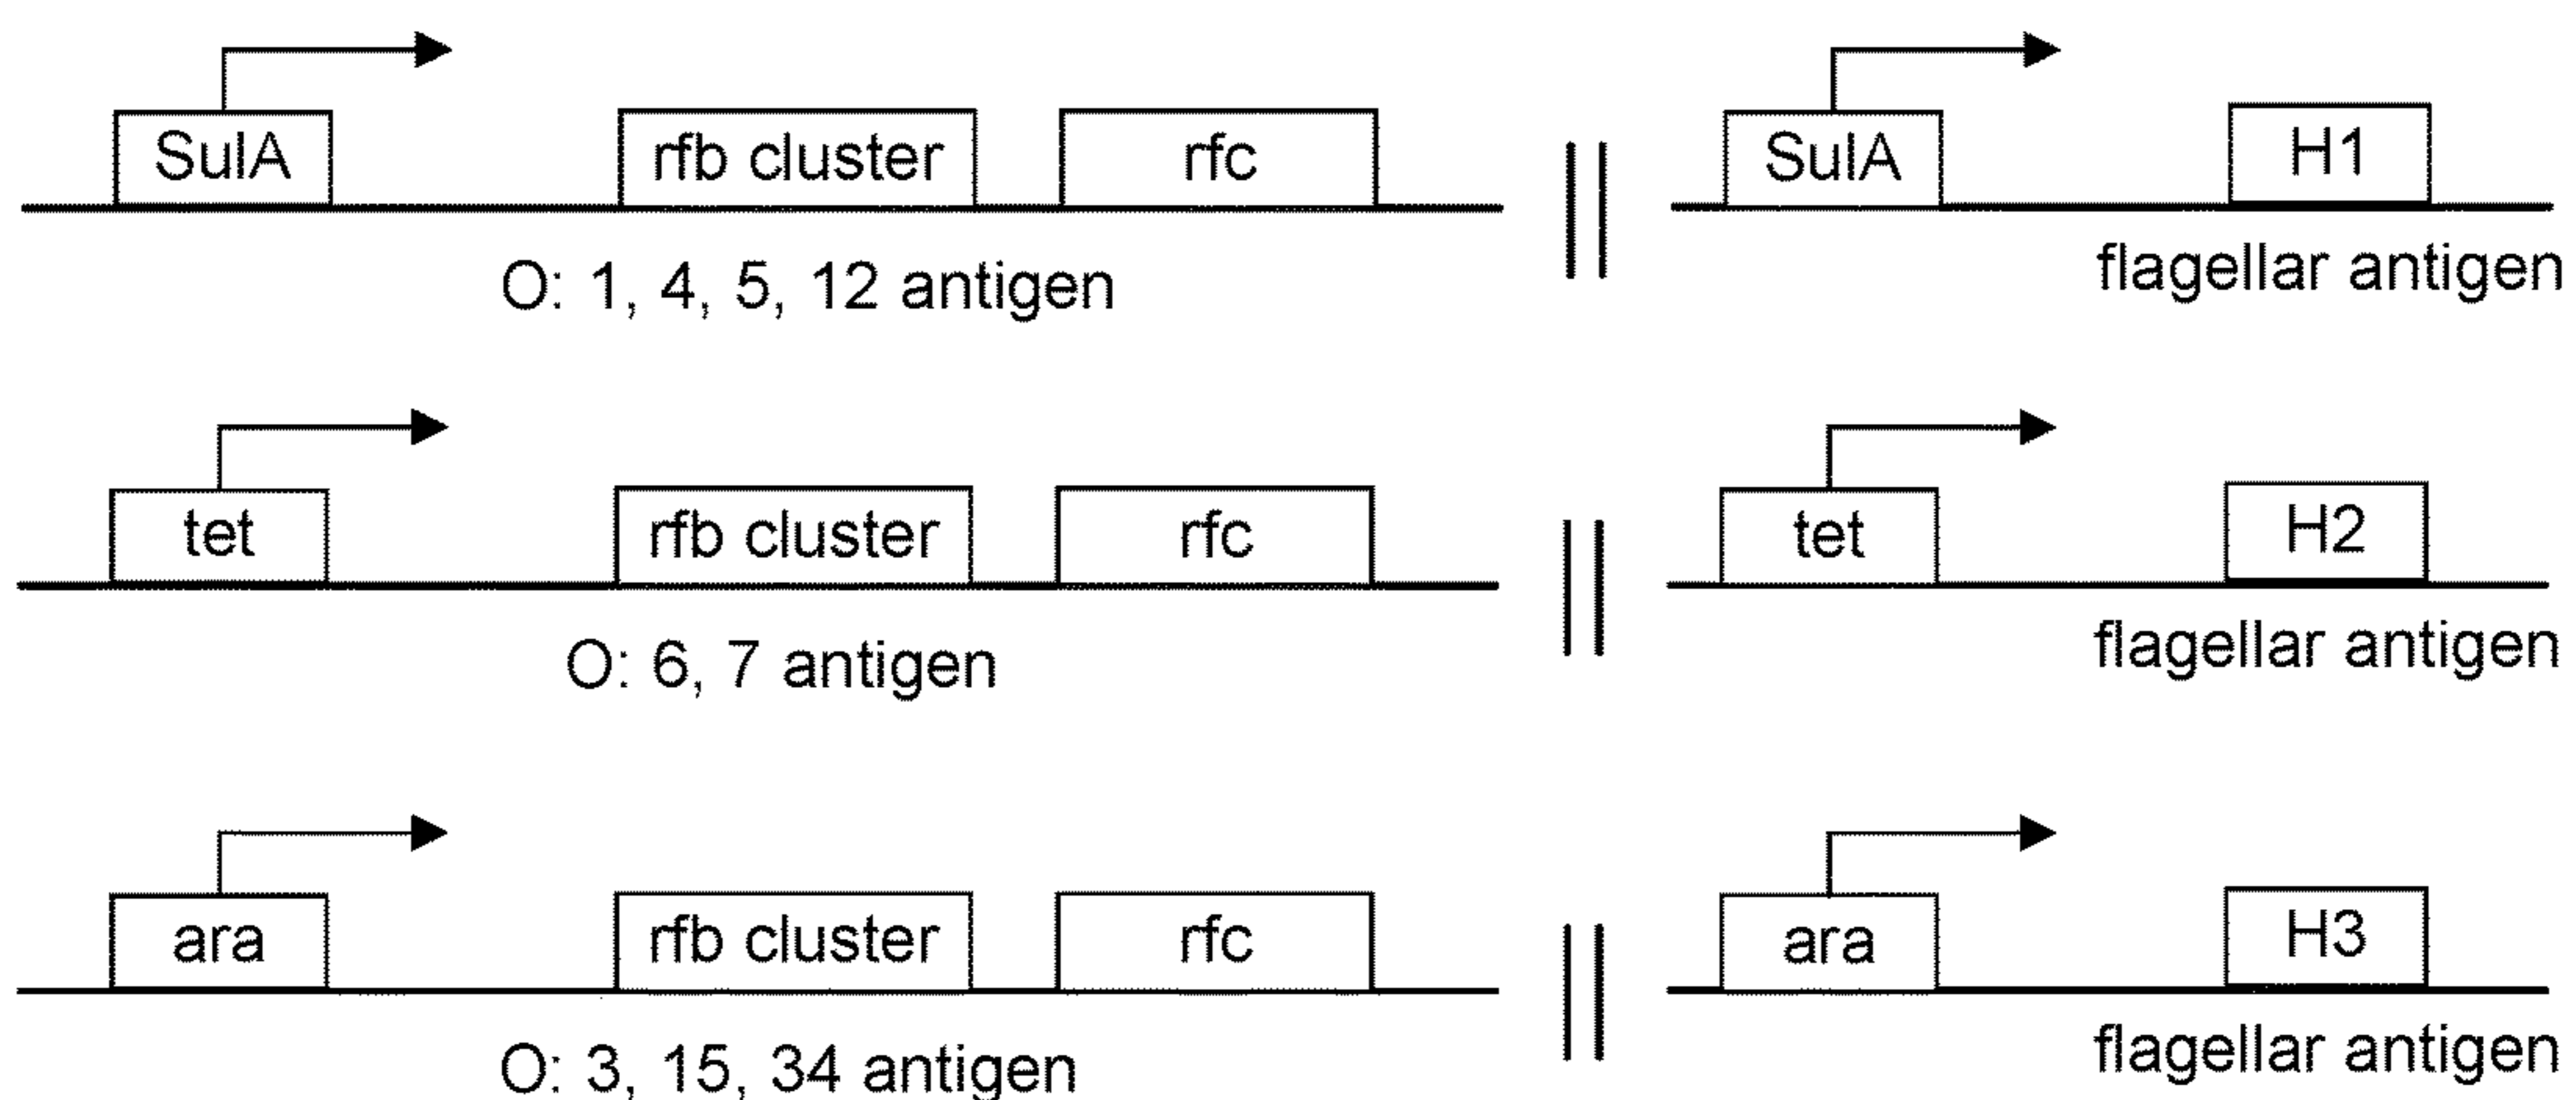 SulA rfb cluster rfc SulA H1
O: 1, 4, 5, 12 antigen flagellar antigen
tet rfb cluster rfc tet H2
O: 6, 7 antigen flagellar antigen
ara rfb cluster rfc ara H3
O: 3, 15, 34 antigen flagellar antigen